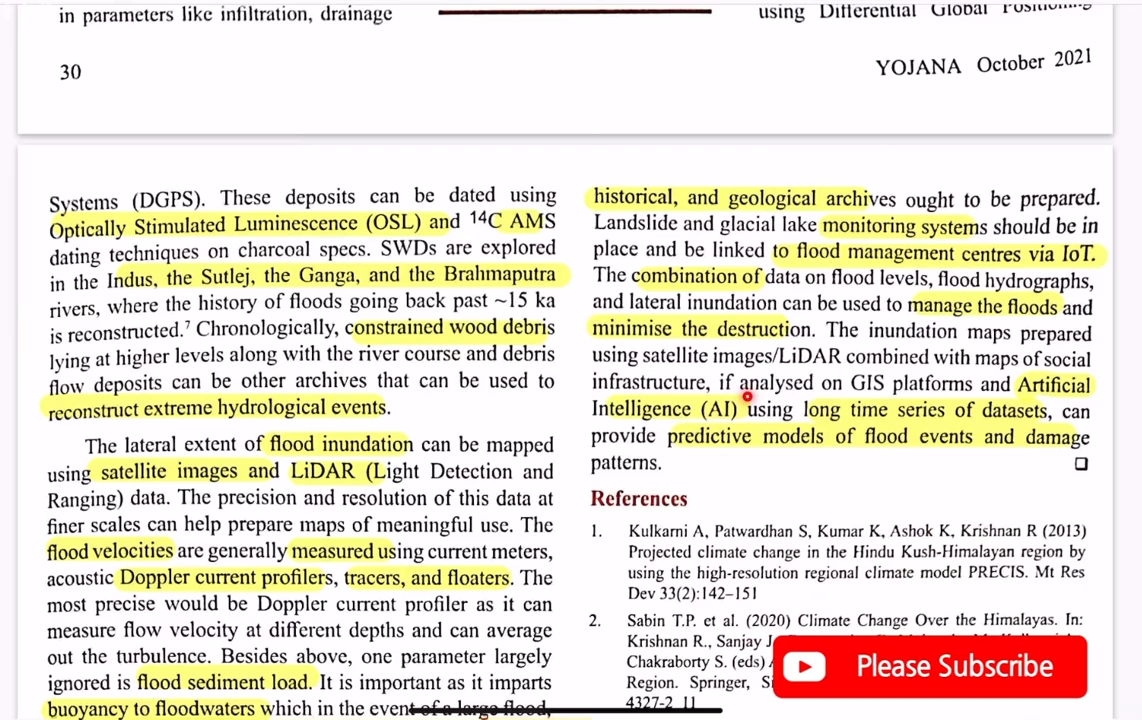 in parameters like infiltration, drainage
using Differential Global Positioning
30
YOJANA October 2021
Systems (DGPS). These deposits can be dated using
Optically Stimulated Luminescence (OSL) and ¹⁴C AMS
dating techniques on charcoal specs. SWDs are explored
in the Indus, the Sutlej, the Ganga, and the Brahmaputra
rivers, where the history of floods going back past ~15 ka
is reconstructed.⁷ Chronologically, constrained wood debris
lying at higher levels along with the river course and debris
flow deposits can be other archives that can be used to
reconstruct extreme hydrological events.
The lateral extent of flood inundation can be mapped
using satellite images and LiDAR (Light Detection and
Ranging) data. The precision and resolution of this data at
finer scales can help prepare maps of meaningful use. The
flood velocities are generally measured using current meters,
acoustic Doppler current profilers, tracers, and floaters. The
most precise would be Doppler current profiler as it can
measure flow velocity at different depths and can average
out the turbulence. Besides above, one parameter largely
ignored is flood sediment load. It is important as it imparts
buoyancy to floodwaters which in the event of a large flood,
historical, and geological archives ought to be prepared.
Landslide and glacial lake monitoring systems should be in
place and be linked to flood management centres via IoT.
The combination of data on flood levels, flood hydrographs,
and lateral inundation can be used to manage the floods and
minimise the destruction. The inundation maps prepared
using satellite images/LiDAR combined with maps of social
infrastructure, if analysed on GIS platforms and Artificial
Intelligence (AI) using long time series of datasets, can
provide predictive models of flood events and damage
patterns.
References
1. Kulkarni A, Patwardhan S, Kumar K, Ashok K, Krishnan R (2013)
Projected climate change in the Hindu Kush-Himalayan region by
using the high-resolution regional climate model PRECIS. Mt Res
Dev 33(2):142–151
2. Sabin T.P. et al. (2020) Climate Change Over the Himalayas. In:
Krishnan R., Sanjay J
Chakraborty S. (eds)
Region. Springer, S
4327-2_11
Please Subscribe